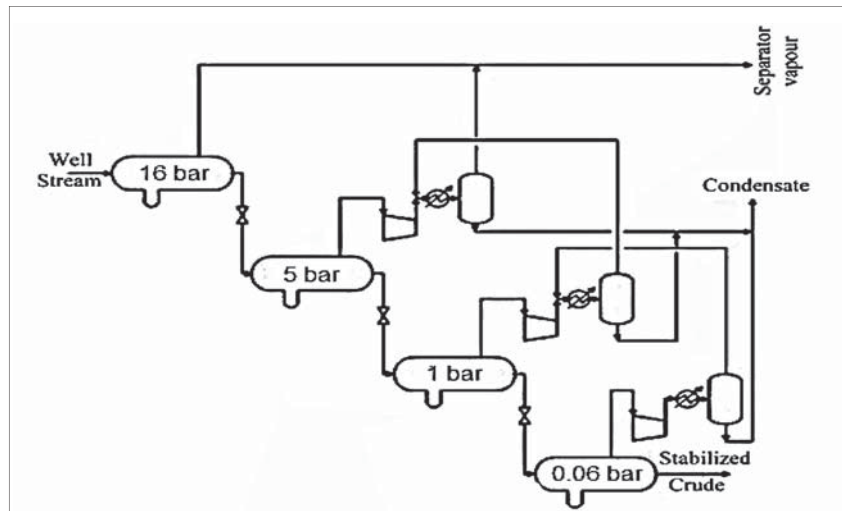 Separator
vapour
Well
Stream
16 bar
Condensate
5 bar
1 bar
0.06 bar
Stabilized
Crude